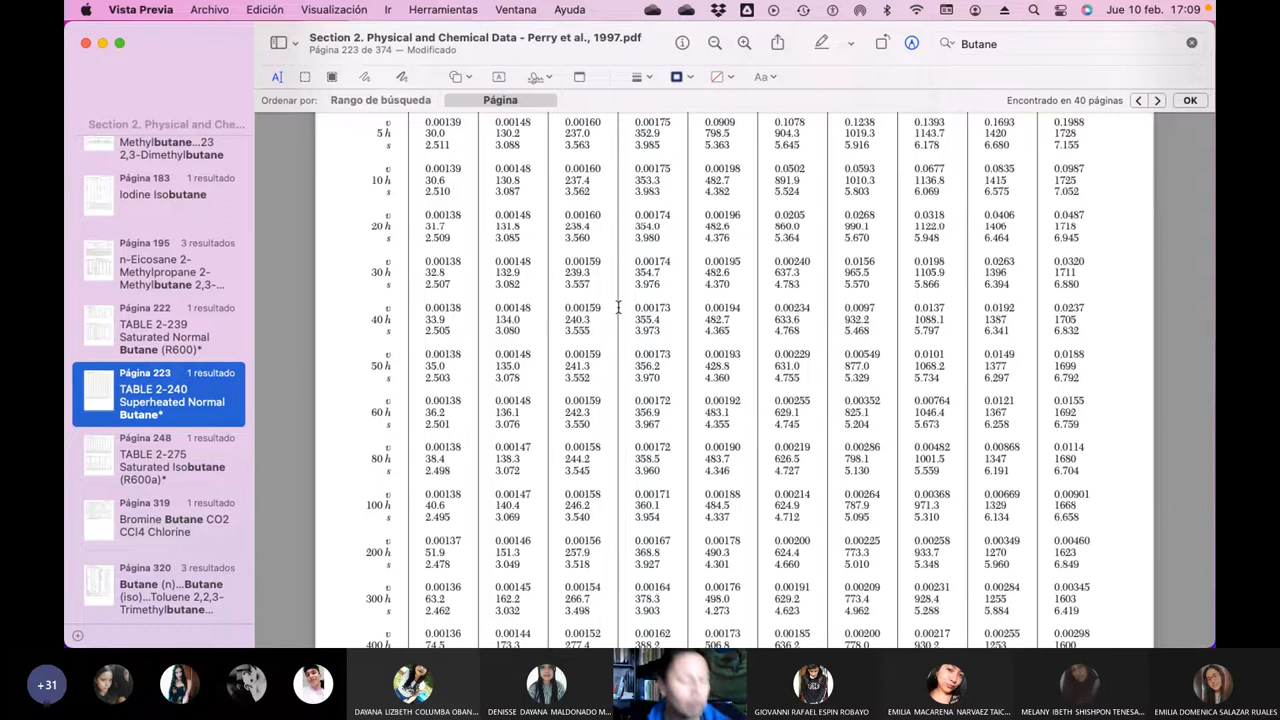 Vista Previa Archivo Edición Visualización Ir Herramientas Ventana Ayuda Jue 10 feb. 17:09
Section 2. Physical and Chemical Data - Perry et al., 1997.pdf
Página 223 de 374 — Modificado
Butane
Aa
Ordenar por: Rango de búsqueda Página Encontrado en 40 páginas OK
Section 2. Physical and Che...
Methylbutane...23
2,3-Dimethylbutane
Página 183 1 resultado
Iodine Isobutane
Página 195 3 resultados
n-Eicosane 2-
Methylpropane 2-
Methylbutane 2,3-...
Página 222 1 resultado
TABLE 2-239
Saturated Normal
Butane (R600)*
Página 223 1 resultado
TABLE 2-240
Superheated Normal
Butane*
Página 248 1 resultado
TABLE 2-275
Saturated Isobutane
(R600a)*
Página 319 1 resultado
Bromine Butane CO2
CCl4 Chlorine
Página 320 3 resultados
Butane (n)...Butane
(iso)...Toluene 2,2,3-
Trimethylbutane...
v 0.00139 0.00148 0.00160 0.00175 0.0909 0.1078 0.1238 0.1393 0.1693 0.1988
5 h 30.0 130.2 237.0 352.9 798.5 904.3 1019.3 1143.7 1420 1728
s 2.511 3.088 3.563 3.985 5.363 5.645 5.916 6.178 6.680 7.155
v 0.00139 0.00148 0.00160 0.00175 0.00198 0.0502 0.0593 0.0677 0.0835 0.0987
10 h 30.6 130.8 237.4 353.3 482.7 891.9 1010.3 1136.8 1415 1725
s 2.510 3.087 3.562 3.983 4.382 5.524 5.803 6.069 6.575 7.052
v 0.00138 0.00148 0.00160 0.00174 0.00196 0.0205 0.0268 0.0318 0.0406 0.0487
20 h 31.7 131.8 238.4 354.0 482.6 860.0 991.0 1122.0 1406 1718
s 2.509 3.085 3.560 3.980 4.376 5.364 5.670 5.948 6.464 6.945
v 0.00138 0.00148 0.00159 0.00174 0.00195 0.00240 0.0156 0.0198 0.0263 0.0320
30 h 32.8 132.9 239.3 354.7 482.6 637.3 965.5 1105.9 1396 1711
s 2.507 3.082 3.557 3.976 4.370 4.783 5.570 5.866 6.394 6.880
v 0.00138 0.00148 0.00159 0.00173 0.00194 0.00234 0.0097 0.0137 0.0192 0.0237
40 h 33.9 134.0 240.3 355.4 482.7 633.6 932.2 1088.1 1387 1705
s 2.505 3.080 3.555 3.973 4.365 4.768 5.468 5.797 6.341 6.832
v 0.00138 0.00148 0.00159 0.00173 0.00193 0.00229 0.00549 0.0101 0.0149 0.0188
50 h 35.0 135.0 241.3 356.2 428.8 631.0 877.0 1068.2 1377 1699
s 2.503 3.078 3.552 3.970 4.360 4.755 5.329 5.734 6.297 6.792
v 0.00138 0.00148 0.00159 0.00172 0.00192 0.00255 0.00352 0.00764 0.0121 0.0155
60 h 36.2 136.1 242.3 356.9 483.1 629.1 825.1 1046.4 1367 1692
s 2.501 3.076 3.550 3.967 4.355 4.745 5.204 5.673 6.258 6.759
v 0.00138 0.00147 0.00158 0.00172 0.00190 0.00219 0.00286 0.00482 0.00868 0.0114
80 h 38.4 138.3 244.2 358.5 483.7 626.5 798.1 1001.5 1347 1680
s 2.498 3.072 3.545 3.960 4.346 4.727 5.130 5.559 6.191 6.704
v 0.00138 0.00147 0.00158 0.00171 0.00188 0.00214 0.00264 0.00368 0.00669 0.00901
100 h 40.6 140.4 246.2 360.1 484.5 624.9 787.9 971.3 1329 1668
s 2.495 3.069 3.540 3.954 4.337 4.712 5.095 5.310 6.134 6.658
v 0.00137 0.00146 0.00156 0.00167 0.00178 0.00200 0.00225 0.00258 0.00349 0.00460
200 h 51.9 151.3 257.9 368.8 490.3 624.4 773.3 933.7 1270 1623
s 2.478 3.049 3.518 3.927 4.301 4.660 5.010 5.348 5.960 6.849
v 0.00136 0.00145 0.00154 0.00164 0.00176 0.00191 0.00209 0.00231 0.00284 0.00345
300 h 63.2 162.2 266.7 378.3 498.0 629.2 773.4 928.4 1255 1603
s 2.462 3.032 3.498 3.903 4.273 4.623 4.962 5.288 5.884 6.419
v 0.00136 0.00144 0.00152 0.00162 0.00173 0.00185 0.00200 0.00217 0.00255 0.00298
400 h 74.5 173.3 277.4 388.2 506.8 636.2 778.0 930.2 1253 1600
+31
DAYANA LIZBETH COLUMBA OBAN... DENISSE DAYANA MALDONADO M... GIOVANNI RAFAEL ESPIN ROBAYO EMILIA MACARENA NARVAEZ TAIC... MELANY IBETH SHISHPON TENESA... EMILIA DOMENICA SALAZAR RUALES